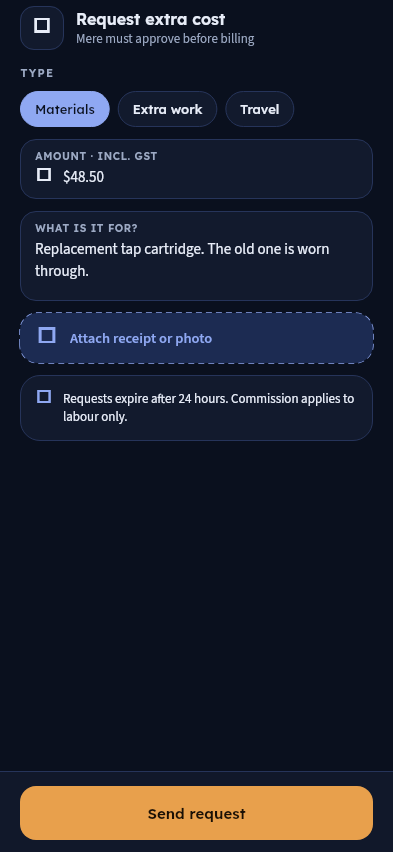 Request extra cost
Mere must approve before billing
TYPE
Materials
Extra work
Travel
AMOUNT · INCL. GST
$48.50
WHAT IS IT FOR?
Replacement tap cartridge. The old one is worn
through.
Attach receipt or photo
Requests expire after 24 hours. Commission applies to
labour only.
Send request